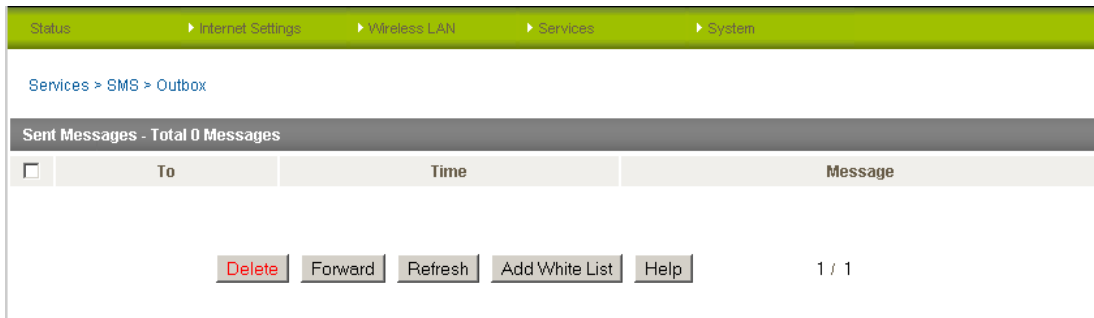 Status Internet Settings Wireless LAN Services System
Services > SMS > Outbox
Sent Messages - Total 0 Messages
To Time Message
Delete Forward Refresh Add White List Help 1 / 1